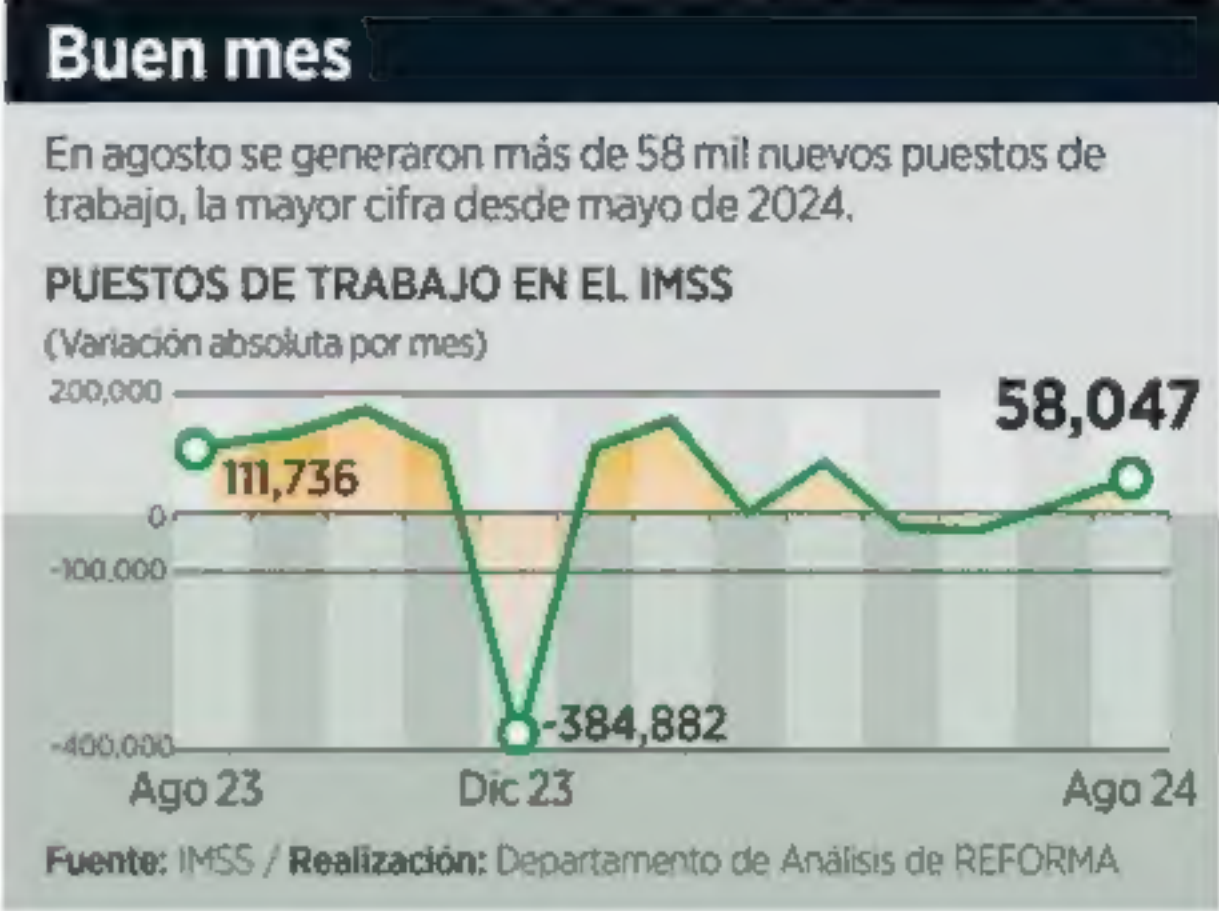 Buen mes
En agosto se generaron más de 58 mil nuevos puestos de
trabajo, la mayor cifra desde mayo de 2024.
PUESTOS DE TRABAJO EN EL IMSS
(Variación absoluta por mes)
200,000
58,047
111,736
0
-100,000
-384,882
-400,000
Ago 23 Dic 23 Ago 24
Fuente: IMSS / Realización: Departamento de Análisis de REFORMA